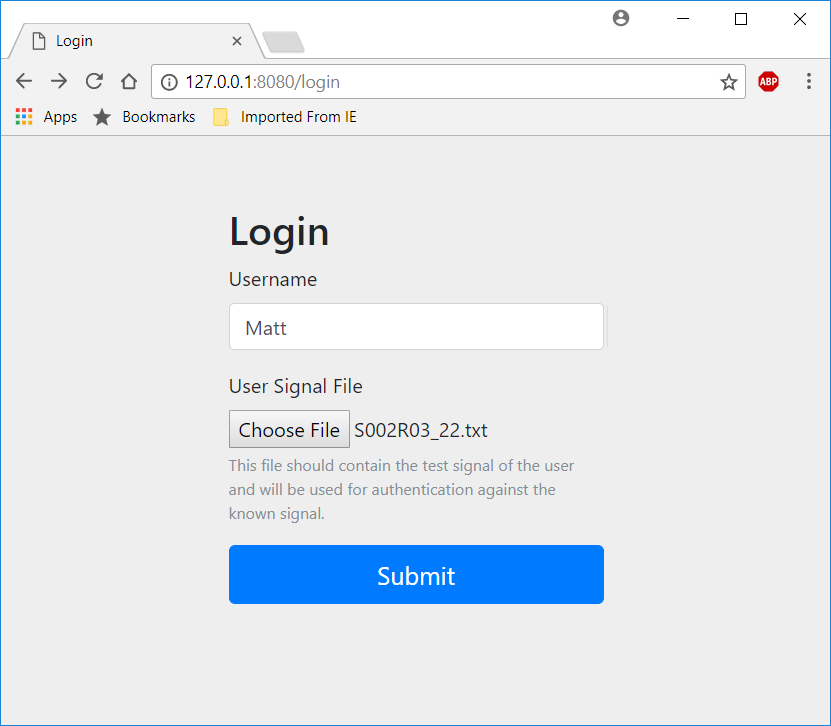 Login
127.0.0.1:8080/login
ABP
Apps Bookmarks Imported From IE
Login
Username
Matt
User Signal File
Choose File S002R03_22.txt
This file should contain the test signal of the user
and will be used for authentication against the
known signal.
Submit